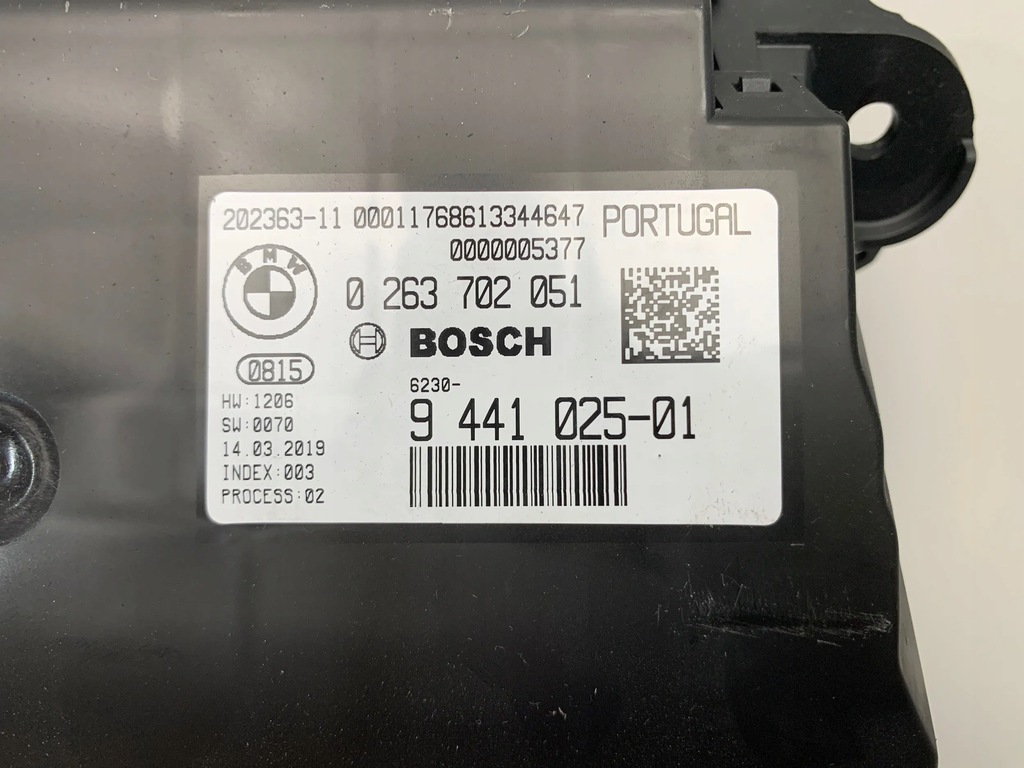 202363-11 00011768613344647 PORTUGAL
0000005377
BMW
0 263 702 051
BOSCH
0815
6230-
9 441 025-01
HW:1206
SW:0070
14.03.2019
INDEX:003
PROCESS:02